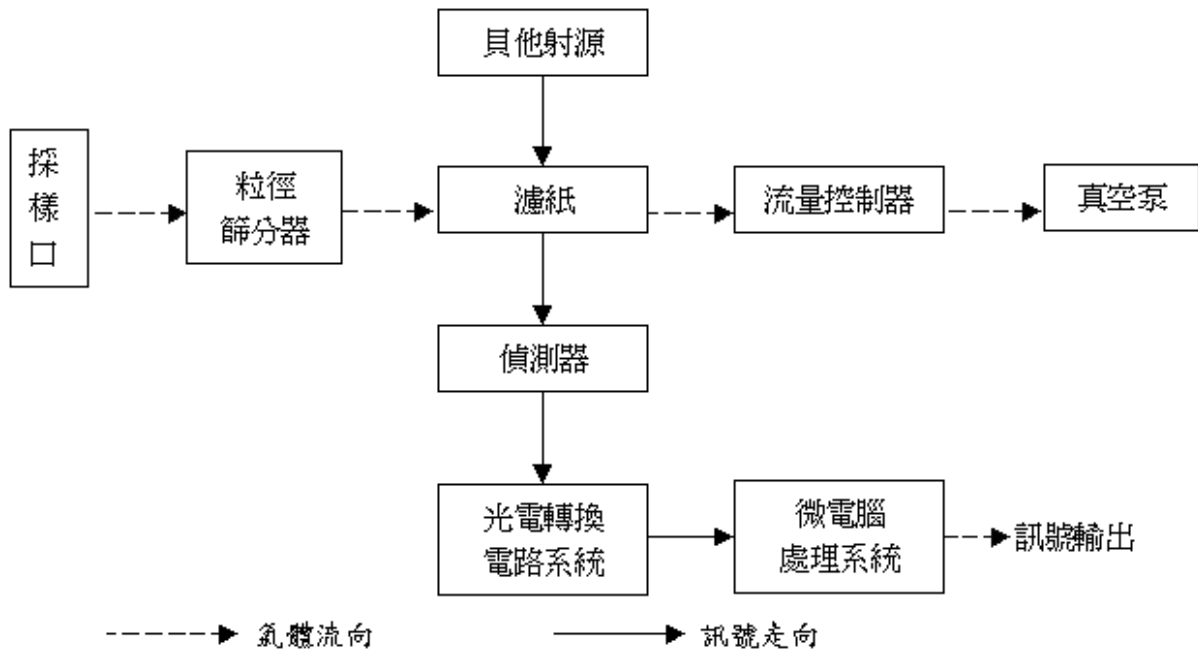 貝他射源
採
樣
口
粒徑
篩分器
濾紙
流量控制器
真空泵
偵測器
光電轉換
電路系統
微電腦
處理系統
訊號輸出
氣體流向
訊號走向